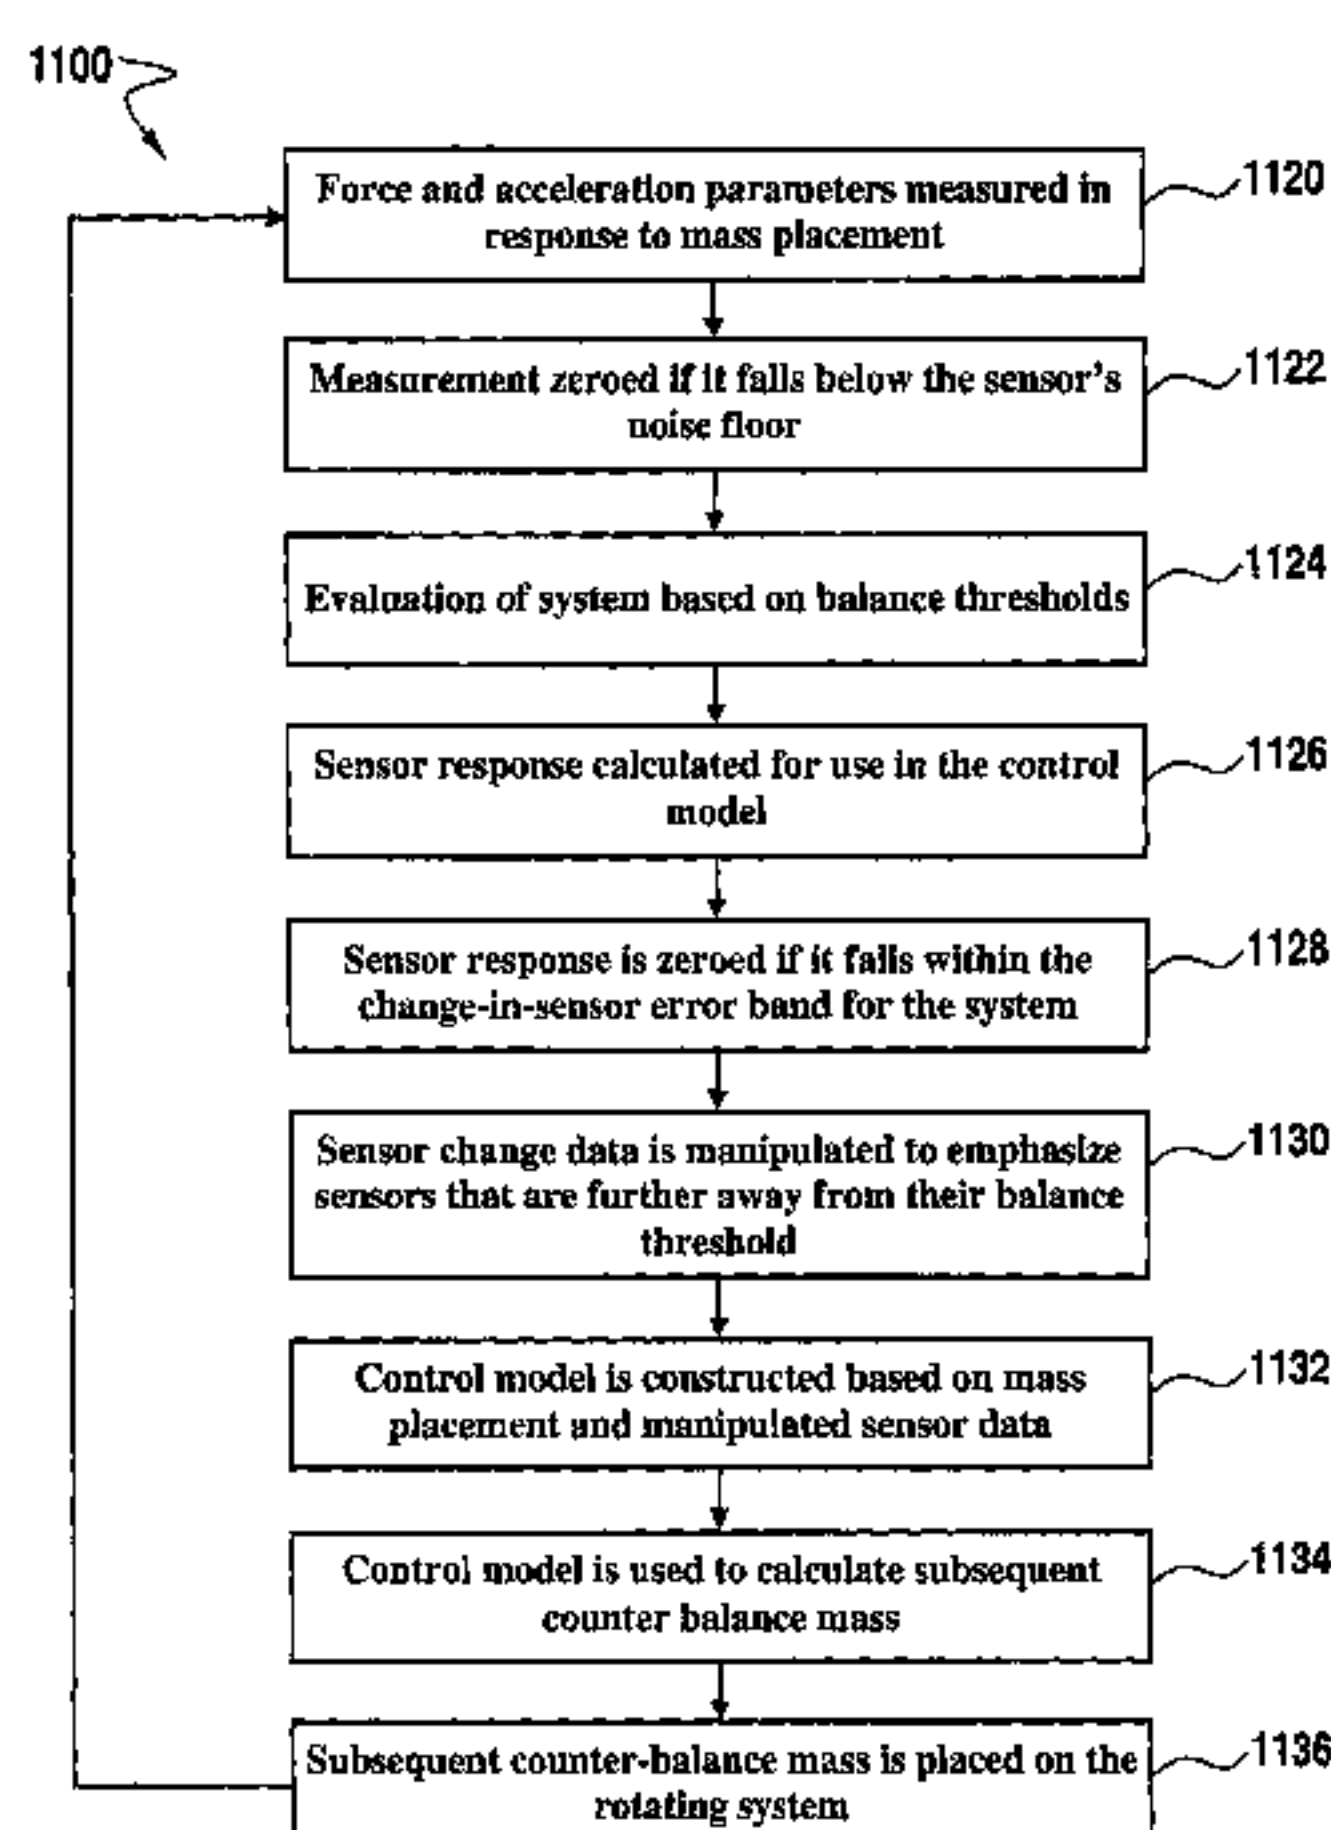 1100
Force and acceleration parameters measured in
response to mass placement
1120
Measurement zeroed if it falls below the sensor's
noise floor
1122
Evaluation of system based on balance thresholds
1124
Sensor response calculated for use in the control
model
1126
Sensor response is zeroed if it falls within the
change-in-sensor error band for the system
1128
Sensor change data is manipulated to emphasize
sensors that are further away from their balance
threshold
1130
Control model is constructed based on mass
placement and manipulated sensor data
1132
Control model is used to calculate subsequent
counter balance mass
1134
Subsequent counter-balance mass is placed on the
rotating system
1136